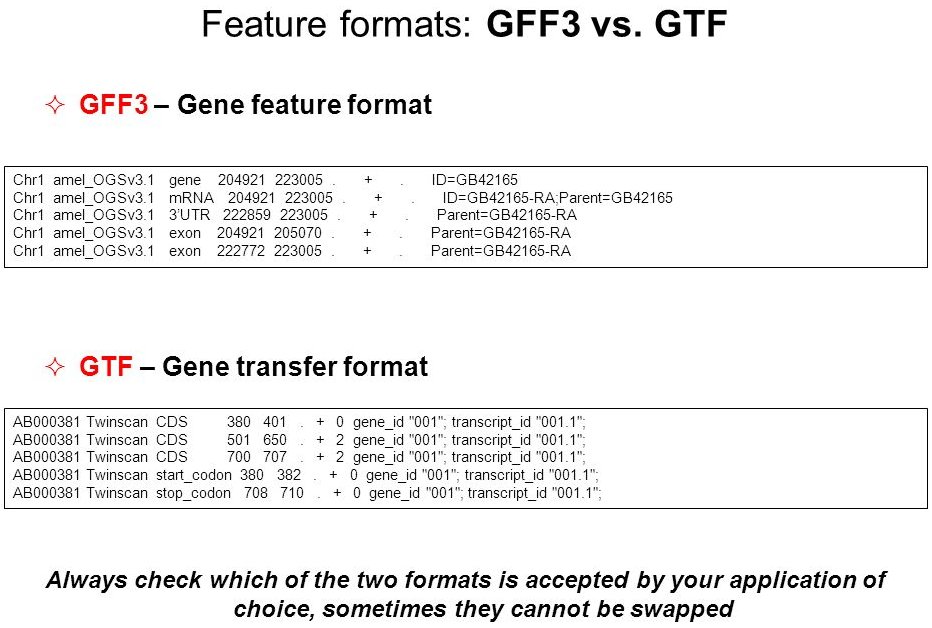 Feature formats: GFF3 vs. GTF
✧ GFF3 – Gene feature format
Chr1 amel_OGSv3.1 gene 204921 223005 . + . ID=GB42165
Chr1 amel_OGSv3.1 mRNA 204921 223005 . + . ID=GB42165-RA;Parent=GB42165
Chr1 amel_OGSv3.1 3'UTR 222859 223005 . + . Parent=GB42165-RA
Chr1 amel_OGSv3.1 exon 204921 205070 . + . Parent=GB42165-RA
Chr1 amel_OGSv3.1 exon 222772 223005 . + . Parent=GB42165-RA
✧ GTF – Gene transfer format
AB000381 Twinscan CDS 380 401 . + 0 gene_id "001"; transcript_id "001.1";
AB000381 Twinscan CDS 501 650 . + 2 gene_id "001"; transcript_id "001.1";
AB000381 Twinscan CDS 700 707 . + 2 gene_id "001"; transcript_id "001.1";
AB000381 Twinscan start_codon 380 382 . + 0 gene_id "001"; transcript_id "001.1";
AB000381 Twinscan stop_codon 708 710 . + 0 gene_id "001"; transcript_id "001.1";
Always check which of the two formats is accepted by your application of
choice, sometimes they cannot be swapped